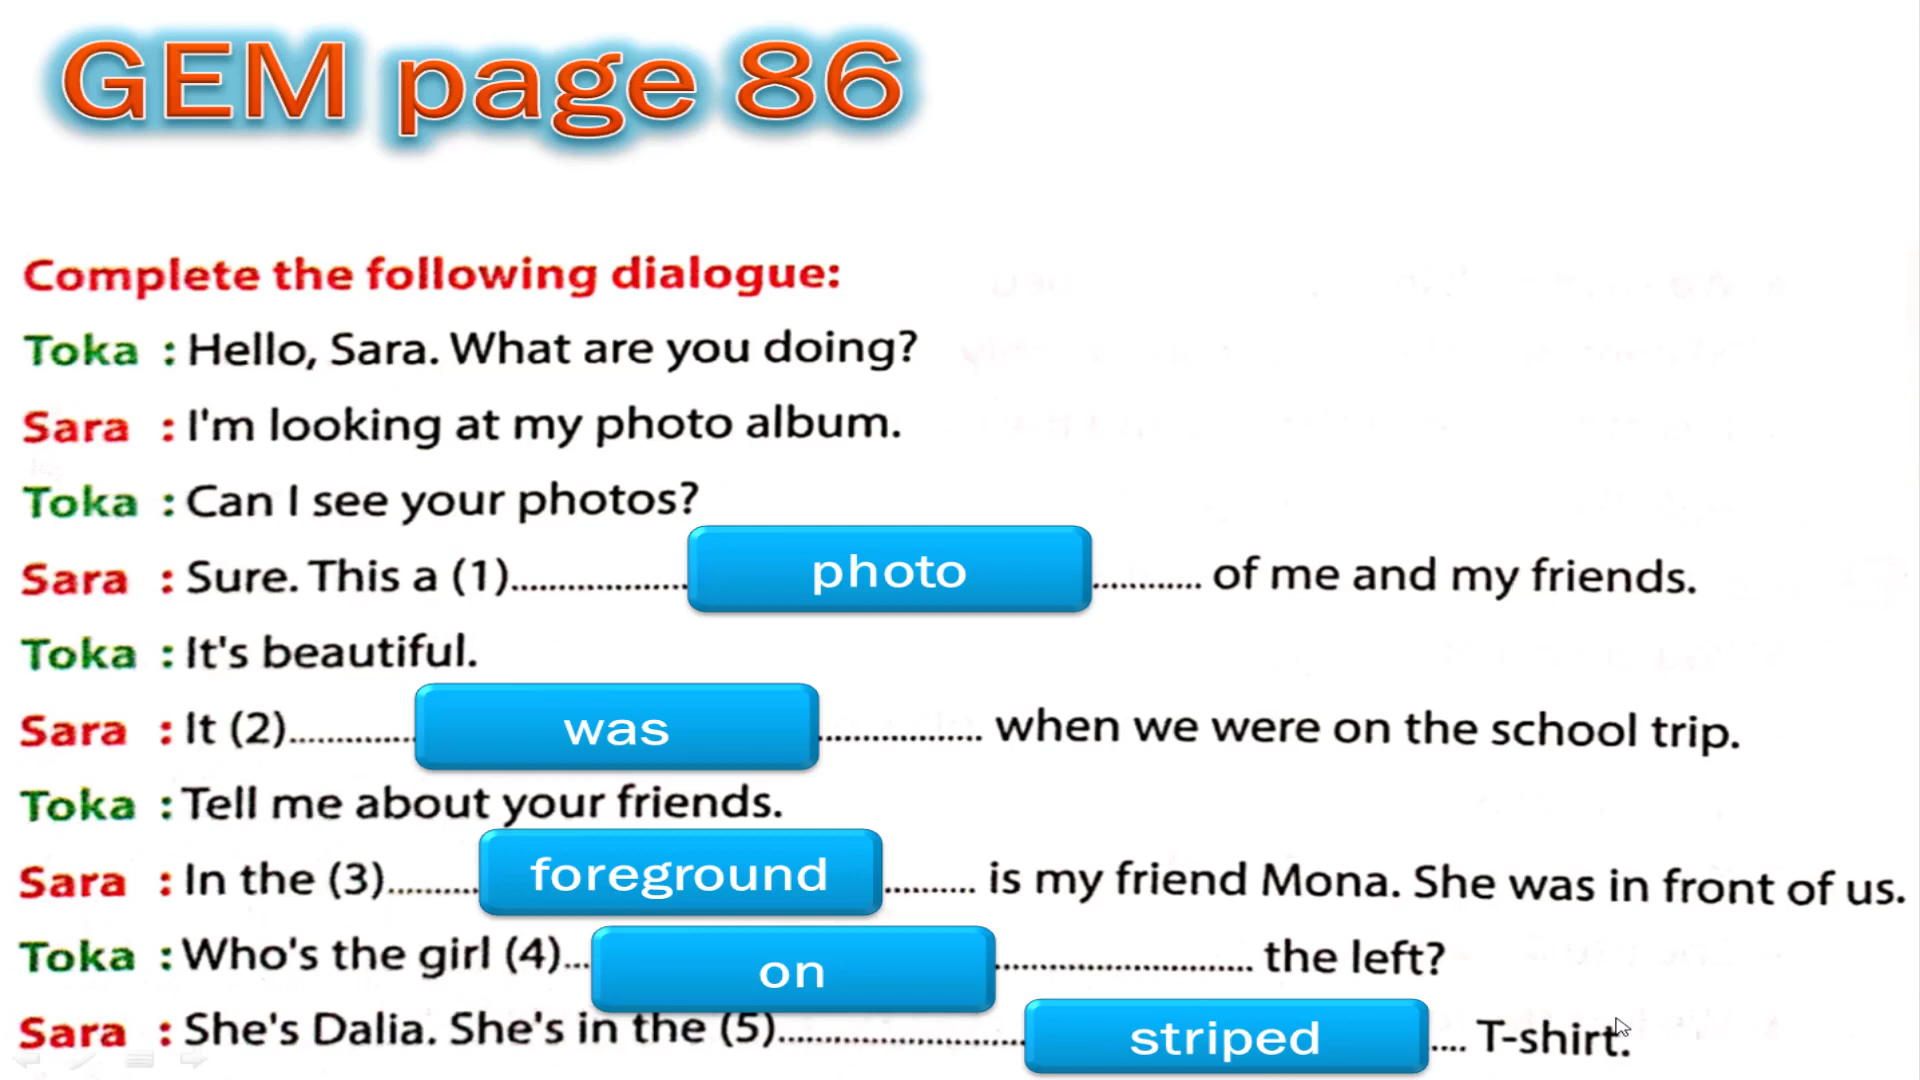 GEM page 86
Complete the following dialogue:
Toka : Hello, Sara. What are you doing?
Sara : I'm looking at my photo album.
Toka : Can I see your photos?
Sara : Sure. This a (1).................. photo ........... of me and my friends.
Toka : It's beautiful.
Sara : It (2)............. was ................. when we were on the school trip.
Toka : Tell me about your friends.
Sara : In the (3).......... foreground .......... is my friend Mona. She was in front of us.
Toka : Who's the girl (4)... on .......................... the left?
Sara : She's Dalia. She's in the (5)......................... striped .... T-shirt.